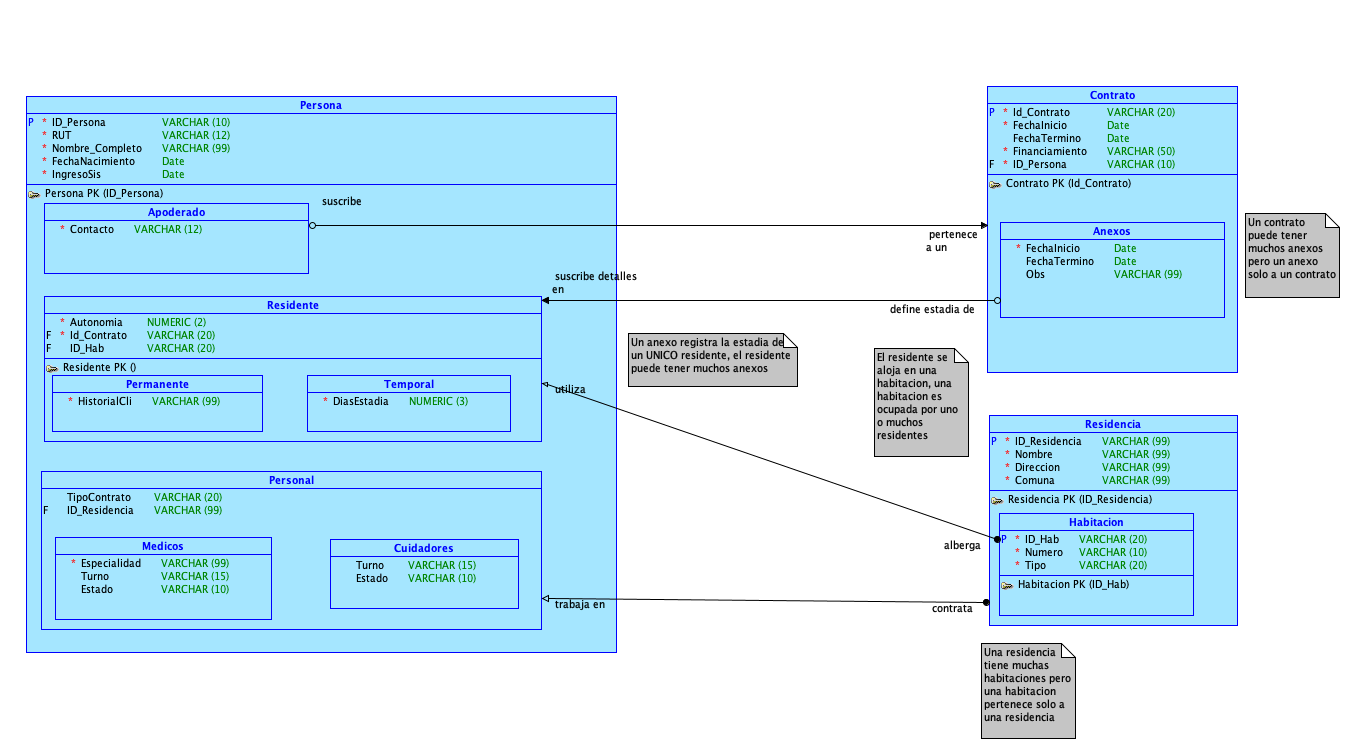 Persona
P * ID_Persona VARCHAR (10)
* RUT VARCHAR (12)
* Nombre_Completo VARCHAR (99)
* FechaNacimiento Date
* IngresoSis Date
Persona PK (ID_Persona)
Apoderado
* Contacto VARCHAR (12)
suscribe
pertenece
a un
suscribe detalles
en
define estadia de
Residente
* Autonomia NUMERIC (2)
F * Id_Contrato VARCHAR (20)
F ID_Hab VARCHAR (20)
Residente PK ()
Permanente
* HistorialCli VARCHAR (99)
Temporal
* DiasEstadia NUMERIC (3)
utiliza
alberga
Personal
TipoContrato VARCHAR (20)
F ID_Residencia VARCHAR (99)
Medicos
* Especialidad VARCHAR (99)
Turno VARCHAR (15)
Estado VARCHAR (10)
Cuidadores
Turno VARCHAR (15)
Estado VARCHAR (10)
trabaja en
contrata
Un anexo registra la estadia de
un UNICO residente, el residente
puede tener muchos anexos
El residente se
aloja en una
habitacion, una
habitacion es
ocupada por uno
o muchos
residentes
Contrato
P * Id_Contrato VARCHAR (20)
* FechaInicio Date
FechaTermino Date
* Financiamiento VARCHAR (50)
F * ID_Persona VARCHAR (10)
Contrato PK (Id_Contrato)
Anexos
* FechaInicio Date
FechaTermino Date
Obs VARCHAR (99)
Un contrato
puede tener
muchos anexos
pero un anexo
solo a un contrato
Residencia
P * ID_Residencia VARCHAR (99)
* Nombre VARCHAR (99)
* Direccion VARCHAR (99)
* Comuna VARCHAR (99)
Residencia PK (ID_Residencia)
Habitacion
P * ID_Hab VARCHAR (20)
* Numero VARCHAR (10)
* Tipo VARCHAR (20)
Habitacion PK (ID_Hab)
Una residencia
tiene muchas
habitaciones pero
una habitacion
pertenece solo a
una residencia